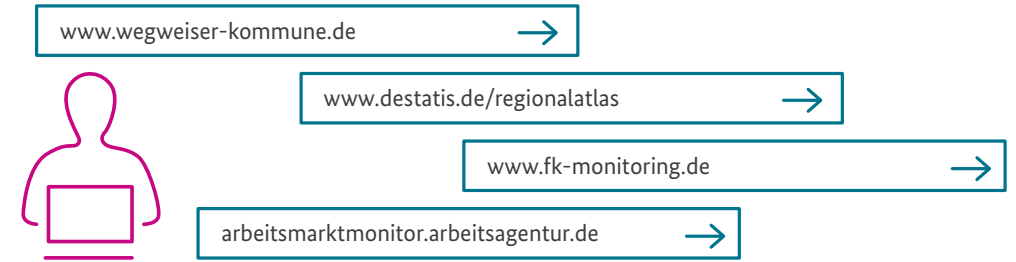 www.wegweiser-kommune.de
www.destatis.de/regionalatlas
www.fk-monitoring.de
arbeitsmarktmonitor.arbeitsagentur.de